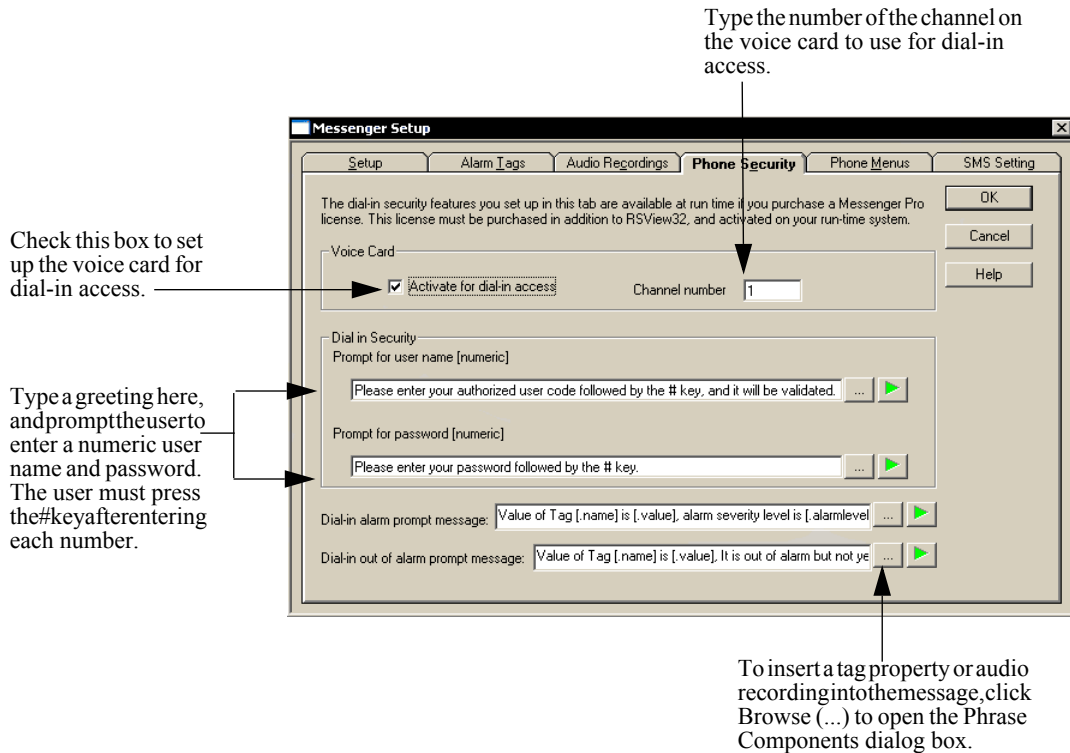 Type the number of the channel on
the voice card to use for dial-in
access.
Messenger Setup
Setup
Alarm Tags
Audio Recordings
Phone Security
Phone Menus
SMS Setting
The dial-in security features you set up in this tab are available at run time if you purchase a Messenger Pro
license. This license must be purchased in addition to RSView32, and activated on your run-time system.
OK
Cancel
Help
Check this box to set
up the voice card for
dial-in access.
Voice Card
Activate for dial-in access
Channel number
1
Dial in Security
Prompt for user name [numeric]
Please enter your authorized user code followed by the # key, and it will be validated.
...
Prompt for password [numeric]
Please enter your password followed by the # key.
...
Type a greeting here,
and prompt the user to
enter a numeric user
name and password.
The user must press
the # key after entering
each number.
Dial-in alarm prompt message:
Value of Tag [.name] is [.value], alarm severity level is [.alarmlevel
...
Dial-in out of alarm prompt message:
Value of Tag [.name] is [.value], It is out of alarm but not ye
...
To insert a tag property or audio
recording into the message, click
Browse (...) to open the Phrase
Components dialog box.